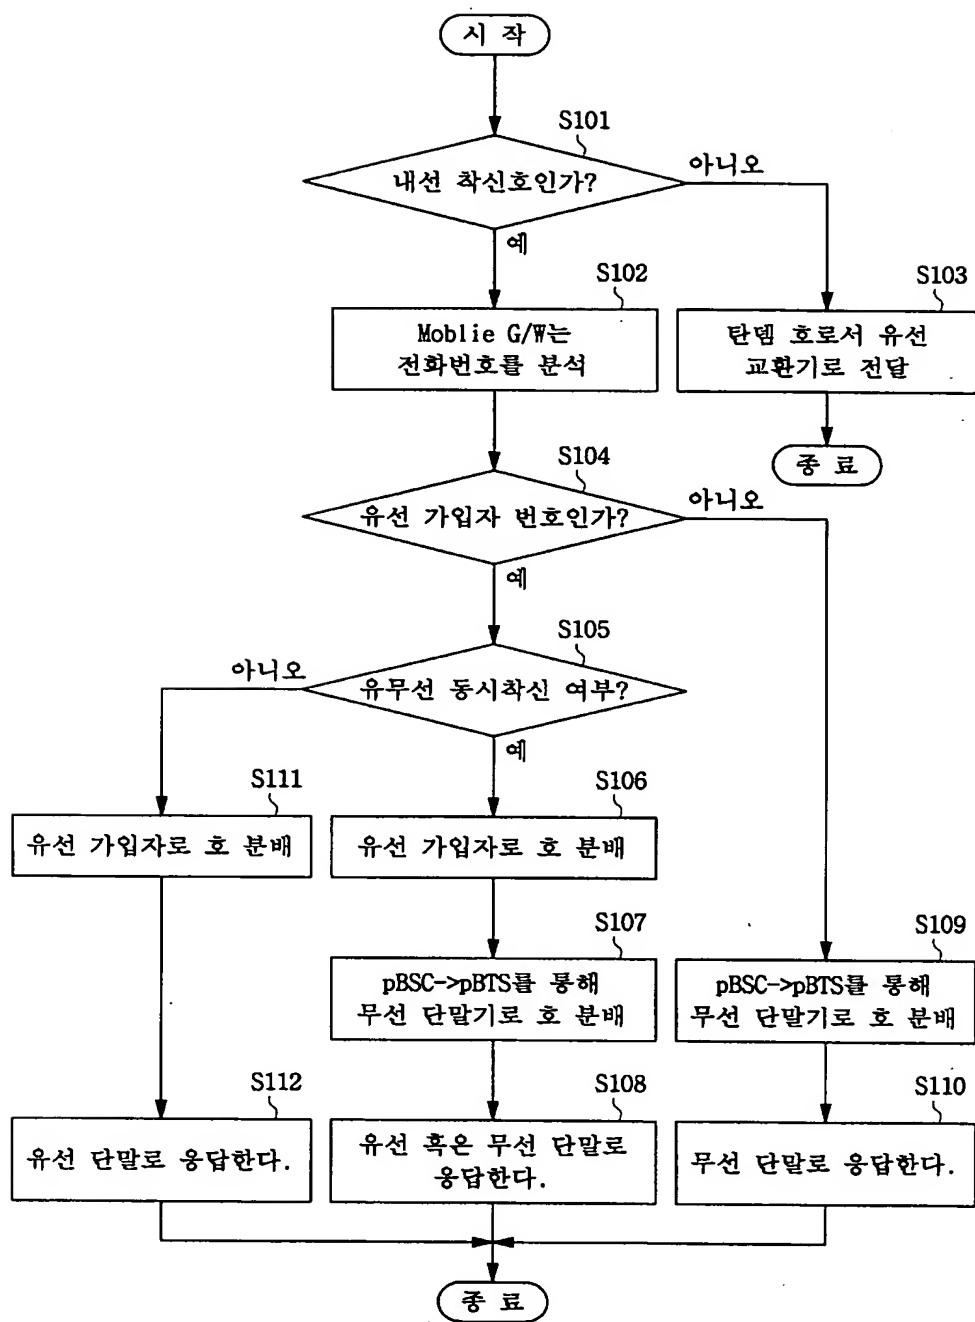 시 작
S101
내선 착신호인가?
아니오
예
S102
Moblie G/W는
전화번호를 분석
S103
탄뎀 호로서 유선
교환기로 전달
종 료
S104
유선 가입자 번호인가?
아니오
예
S105
유무선 동시착신 여부?
아니오
예
S111
유선 가입자로 호 분배
S106
유선 가입자로 호 분배
S107
pBSC->pBTS를 통해
무선 단말기로 호 분배
S109
pBSC->pBTS를 통해
무선 단말기로 호 분배
S112
유선 단말로 응답한다.
S108
유선 혹은 무선 단말로
응답한다.
S110
무선 단말로 응답한다.
종 료